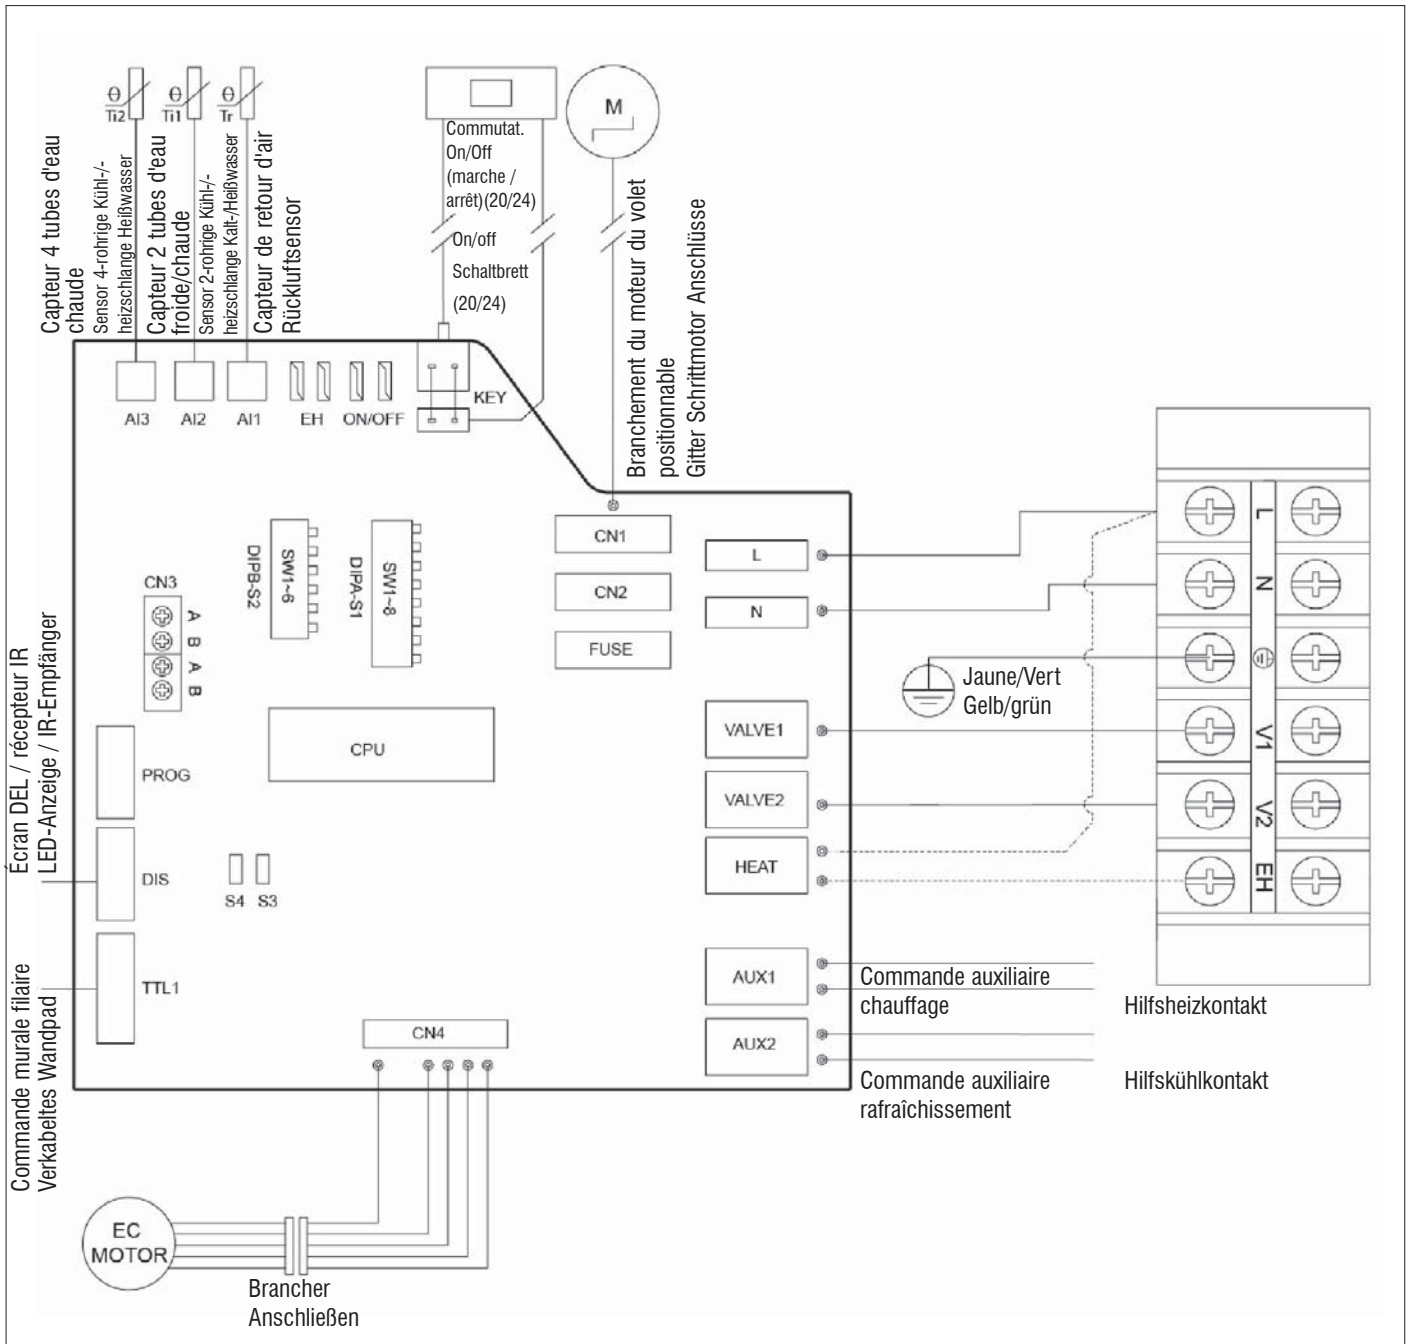 θ
Ti2
θ
Ti1
θ
Tr
Capteur 4 tubes d'eau
chaude
Sensor 4-rohrige Kühl-/-
heizschlange Heißwasser
Capteur 2 tubes d'eau
froide/chaude
Sensor 2-rohrige Kühl-/-
heizschlange Kalt-/Heißwasser
Capteur de retour d'air
Rückluftsensor
Commutat.
On/Off
(marche /
arrêt)(20/24)
On/off
Schaltbrett
(20/24)
M
Branchement du moteur du volet
positionnable
Gitter Schrittmotor Anschlüsse
AI3
AI2
AI1
EH
ON/OFF
KEY
DIPB-S2
SW1~6
DIPA-S1
SW1~8
CN1
CN2
FUSE
L
N
CN3
A
B
A
B
CPU
PROG
DIS
S4
S3
TTL1
CN4
VALVE1
VALVE2
HEAT
AUX1
AUX2
Écran DEL / récepteur IR
LED-Anzeige / IR-Empfänger
Commande murale filaire
Verkabeltes Wandpad
Jaune/Vert
Gelb/grün
L
N
V1
V2
EH
Commande auxiliaire
chauffage
Hilfsheizkontakt
Commande auxiliaire
rafraîchissement
Hilfskühlkontakt
EC
MOTOR
Brancher
Anschließen